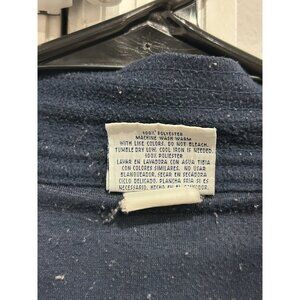 100% POLYESTER
MACHINE WASH WARM
WITH LIKE COLORS. DO NOT BLEACH.
TUMBLE DRY LOW. COOL IRON IF NEEDED.
100% POLIESTER
LAVAR EN LAVADORA CON AGUA TIBIA
CON COLORES SIMILARES. NO USAR
BLANQUEADOR. SECAR EN SECADORA
CICLO DELICADO. PLANCHA FRIA SI ES
NECESARIO.